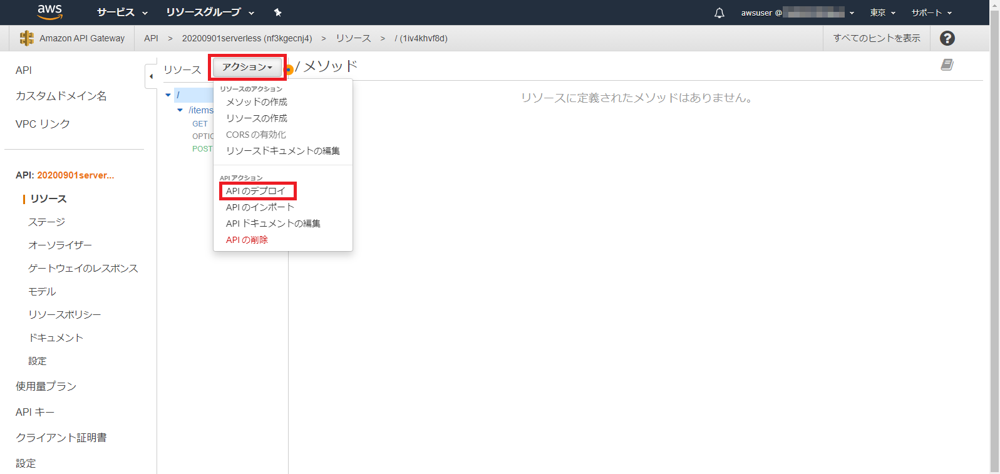 aws サービス リソースグループ awsuser @ 東京 サポート
Amazon API Gateway API > 20200901serverless (nf3kgecnj4) > リソース > / (1iv4khvf8d) すべてのヒントを表示 ?
API
カスタムドメイン名
VPC リンク
API: 20200901server...
リソース
ステージ
オーソライザー
ゲートウェイのレスポンス
モデル
リソースポリシー
ドキュメント
設定
使用量プラン
API キー
クライアント証明書
設定
リソース アクション
/
/items
GET
OPTIC
POST
リソースのアクション
メソッドの作成
リソースの作成
CORS の有効化
リソースドキュメントの編集
API アクション
API のデプロイ
API のインポート
API ドキュメントの編集
API の削除
/ メソッド
リソースに定義されたメソッドはありません。